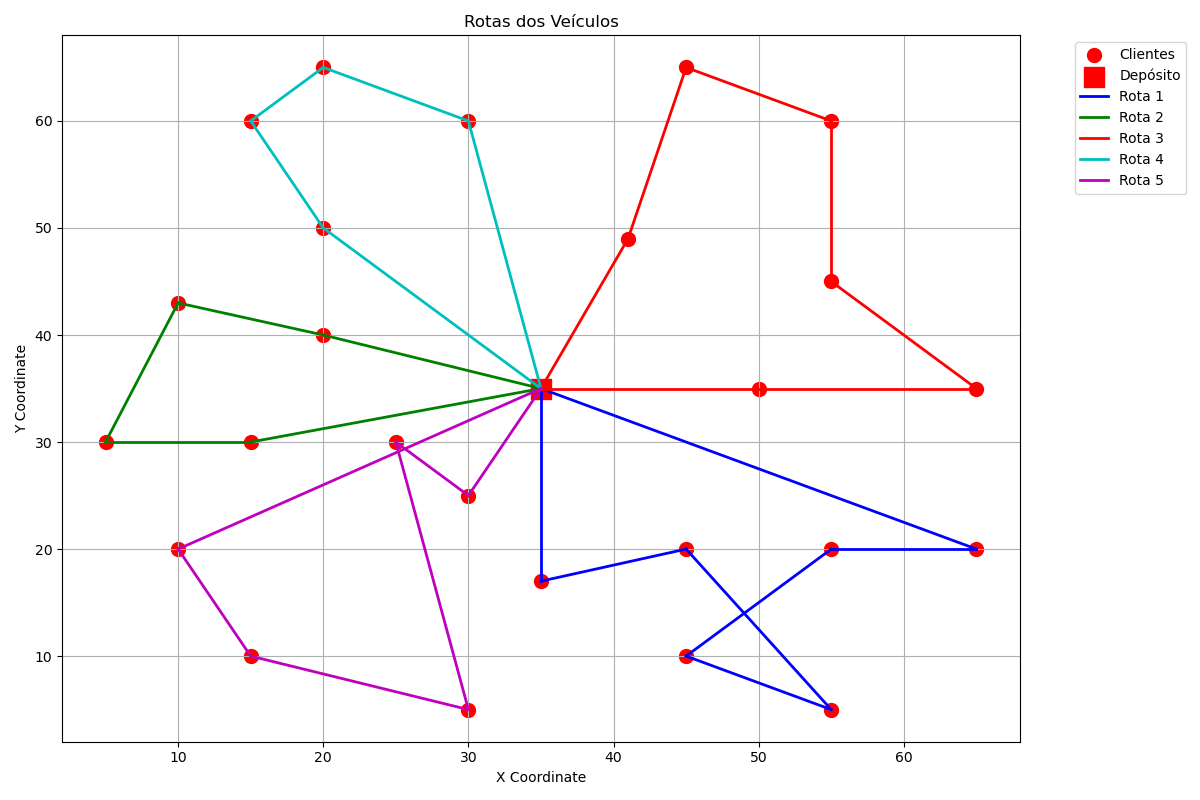 Rotas dos Veículos
Clientes
Depósito
Rota 1
Rota 2
Rota 3
Rota 4
Rota 5
Y Coordinate
60
50
40
30
20
10
10
20
30
40
50
60
X Coordinate